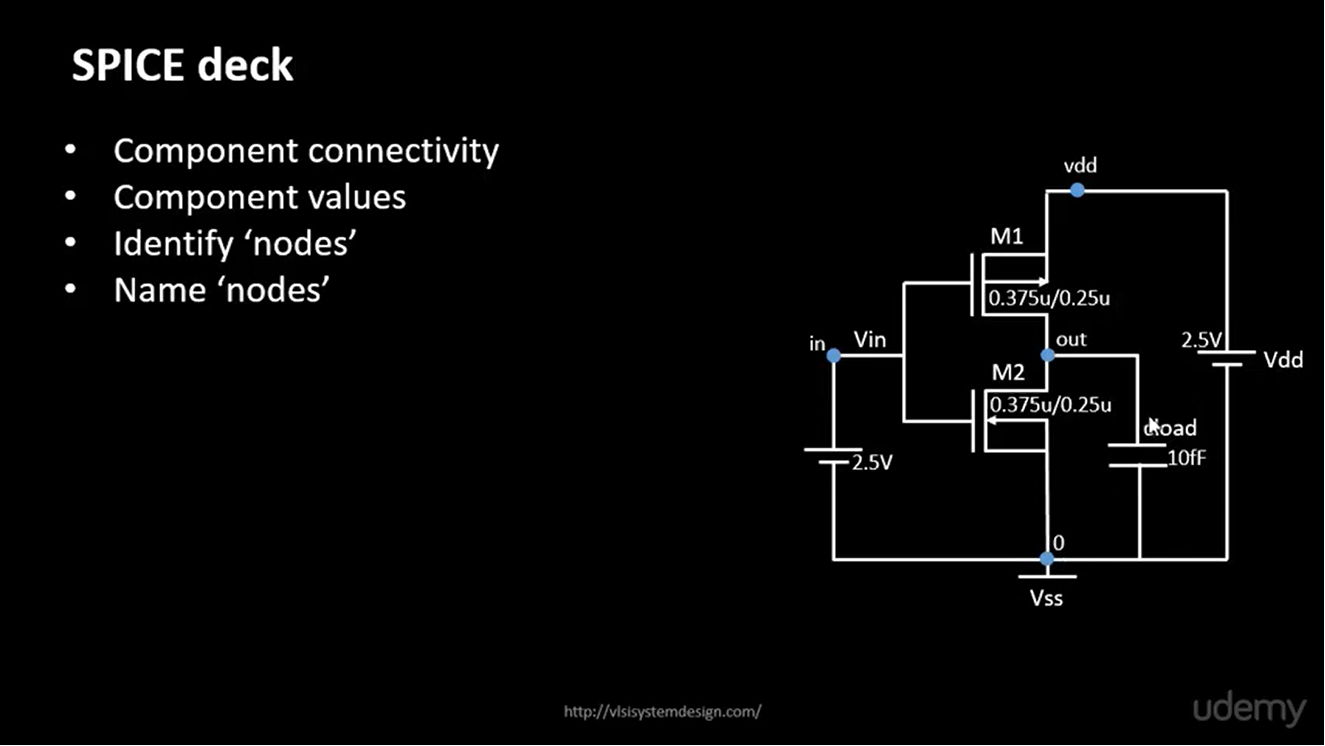 SPICE deck
• Component connectivity
• Component values
• Identify ‘nodes’
• Name ‘nodes’
vdd
M1
0.375u/0.25u
in
Vin
out
2.5V
Vdd
M2
0.375u/0.25u
cload
10fF
2.5V
0
Vss
http://vlsisystemdesign.com/
udemy